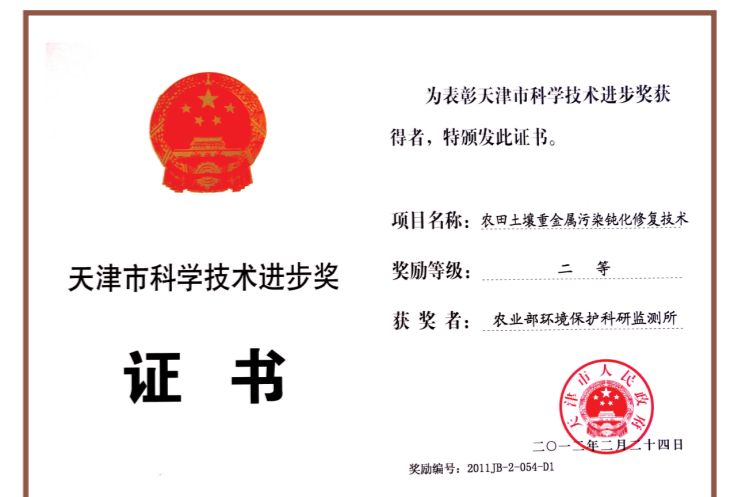 天津市科学技术进步奖
证 书
为表彰天津市科学技术进步奖获
得者，特颁发此证书。
项目名称：农田土壤重金属污染钝化修复技术
奖励等级：二 等
获 奖 者：农业部环境保护科研监测所
天津市人民政府
二〇一二年二月二十四日
奖励编号：2011JB-2-054-D1